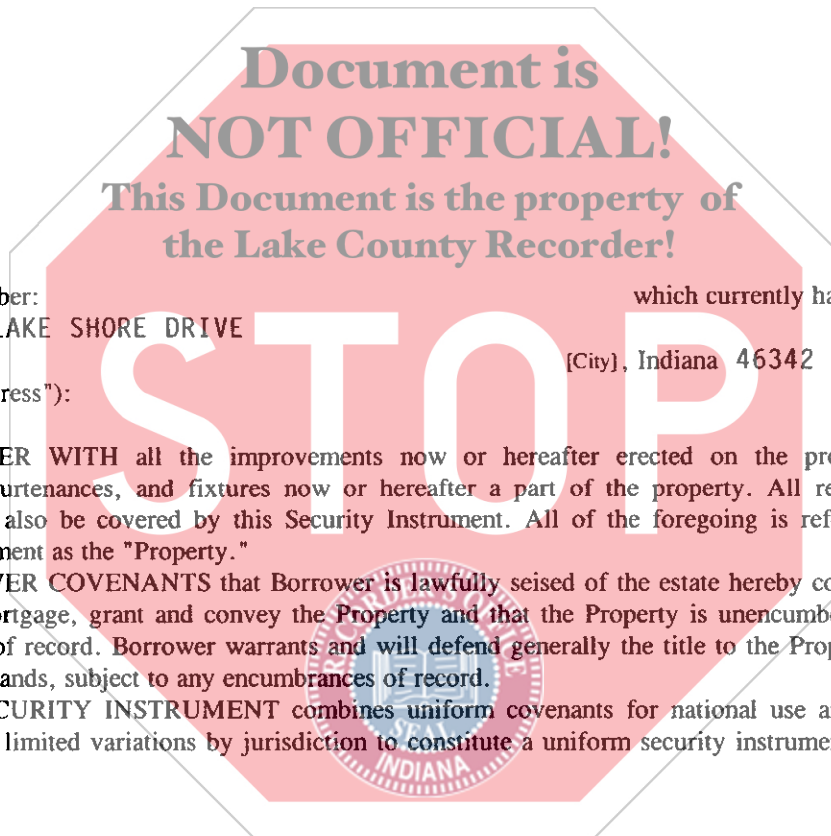 Document is
NOT OFFICIAL!
This Document is the property of
the Lake County Recorder!
ber: which currently ha
LAKE SHORE DRIVE
[City], Indiana 46342
ress"):
STOP
ER WITH all the improvements now or hereafter erected on the pro
urtenances, and fixtures now or hereafter a part of the property. All re
also be covered by this Security Instrument. All of the foregoing is ref
ment as the "Property."
VER COVENANTS that Borrower is lawfully seised of the estate hereby co
ortgage, grant and convey the Property and that the Property is unencumbe
of record. Borrower warrants and will defend generally the title to the Prop
ands, subject to any encumbrances of record.
CURITY INSTRUMENT combines uniform covenants for national use a
limited variations by jurisdiction to constitute a uniform security instrume
RECORDER'S OFFICE
SEAL
INDIANA